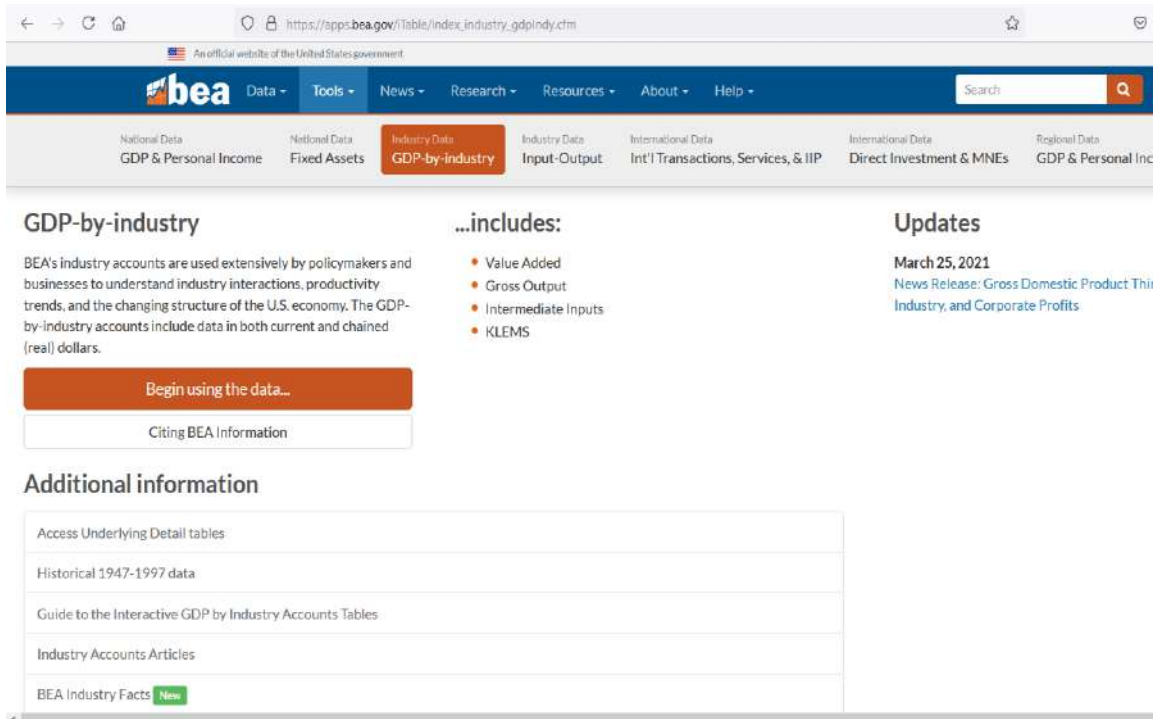 https://apps.bea.gov/iTable/index_industry_gdpIndy.cfm
An official website of the United States government.
bea Data Tools News Research Resources About Help Search
National Data National Data Industry Data Industry Data International Data International Data Regional Data
GDP & Personal Income Fixed Assets GDP-by-industry Input-Output Int'l Transactions, Services, & IIP Direct Investment & MNEs GDP & Personal Inc
GDP-by-industry
BEA's industry accounts are used extensively by policymakers and
businesses to understand industry interactions, productivity
trends, and the changing structure of the U.S. economy. The GDP-
by-industry accounts include data in both current and chained
(real) dollars.
Begin using the data...
Citing BEA Information
...includes:
• Value Added
• Gross Output
• Intermediate Inputs
• KLEMS
Updates
March 25, 2021
News Release: Gross Domestic Product Thir
Industry, and Corporate Profits
Additional information
Access Underlying Detail tables
Historical 1947-1997 data
Guide to the Interactive GDP by Industry Accounts Tables
Industry Accounts Articles
BEA Industry Facts New